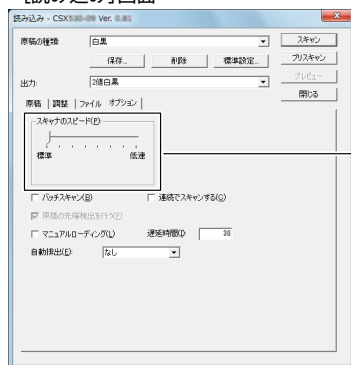 [読み込み]画面
読み込み - CSX530-09 Ver.
原稿の種類: 白黒 スキャン
保存... 削除 標準設定... プリスキャン
プレビュー
出力: 2値白黒 閉じる
原稿 調整 ファイル オプション
スキャナのスピード(P)
標準 低速
バッチスキャン(B) 連続でスキャンする(C)
原稿の先端検出を行う(E)
マニュアルローディング(L) 遅延時間(I): 30
自動排出(E): なし